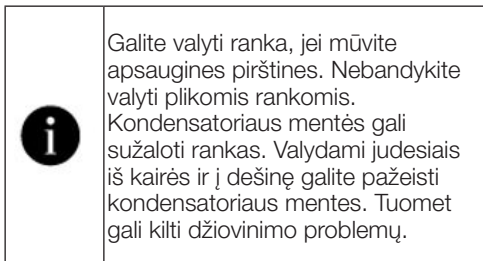 Galite valyti ranka, jei mūvite
apsaugines pirštines. Nebandykite
valyti plikomis rankomis.
Kondensatoriaus mentės gali
sužaloti rankas. Valydami judesiais
iš kairės ir į dešinę galite pažeisti
kondensatoriaus mentes. Tuomet
gali kilti džiovinimo problemų.